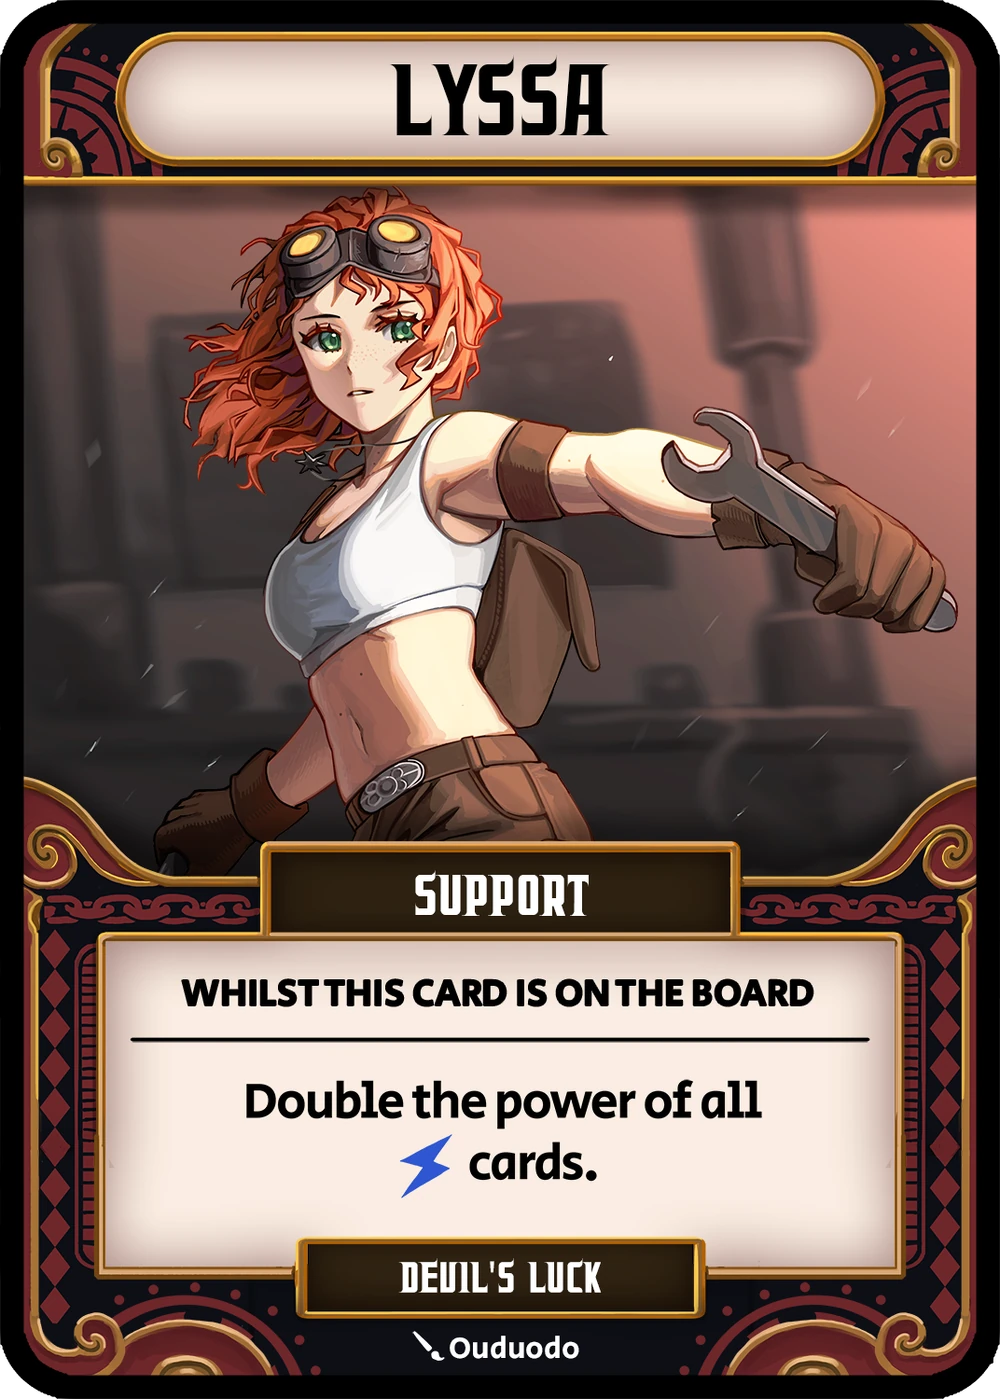 LYSSA
SUPPORT
WHILST THIS CARD IS ON THE BOARD
Double the power of all
cards.
DEVIL'S LUCK
Ouduodo